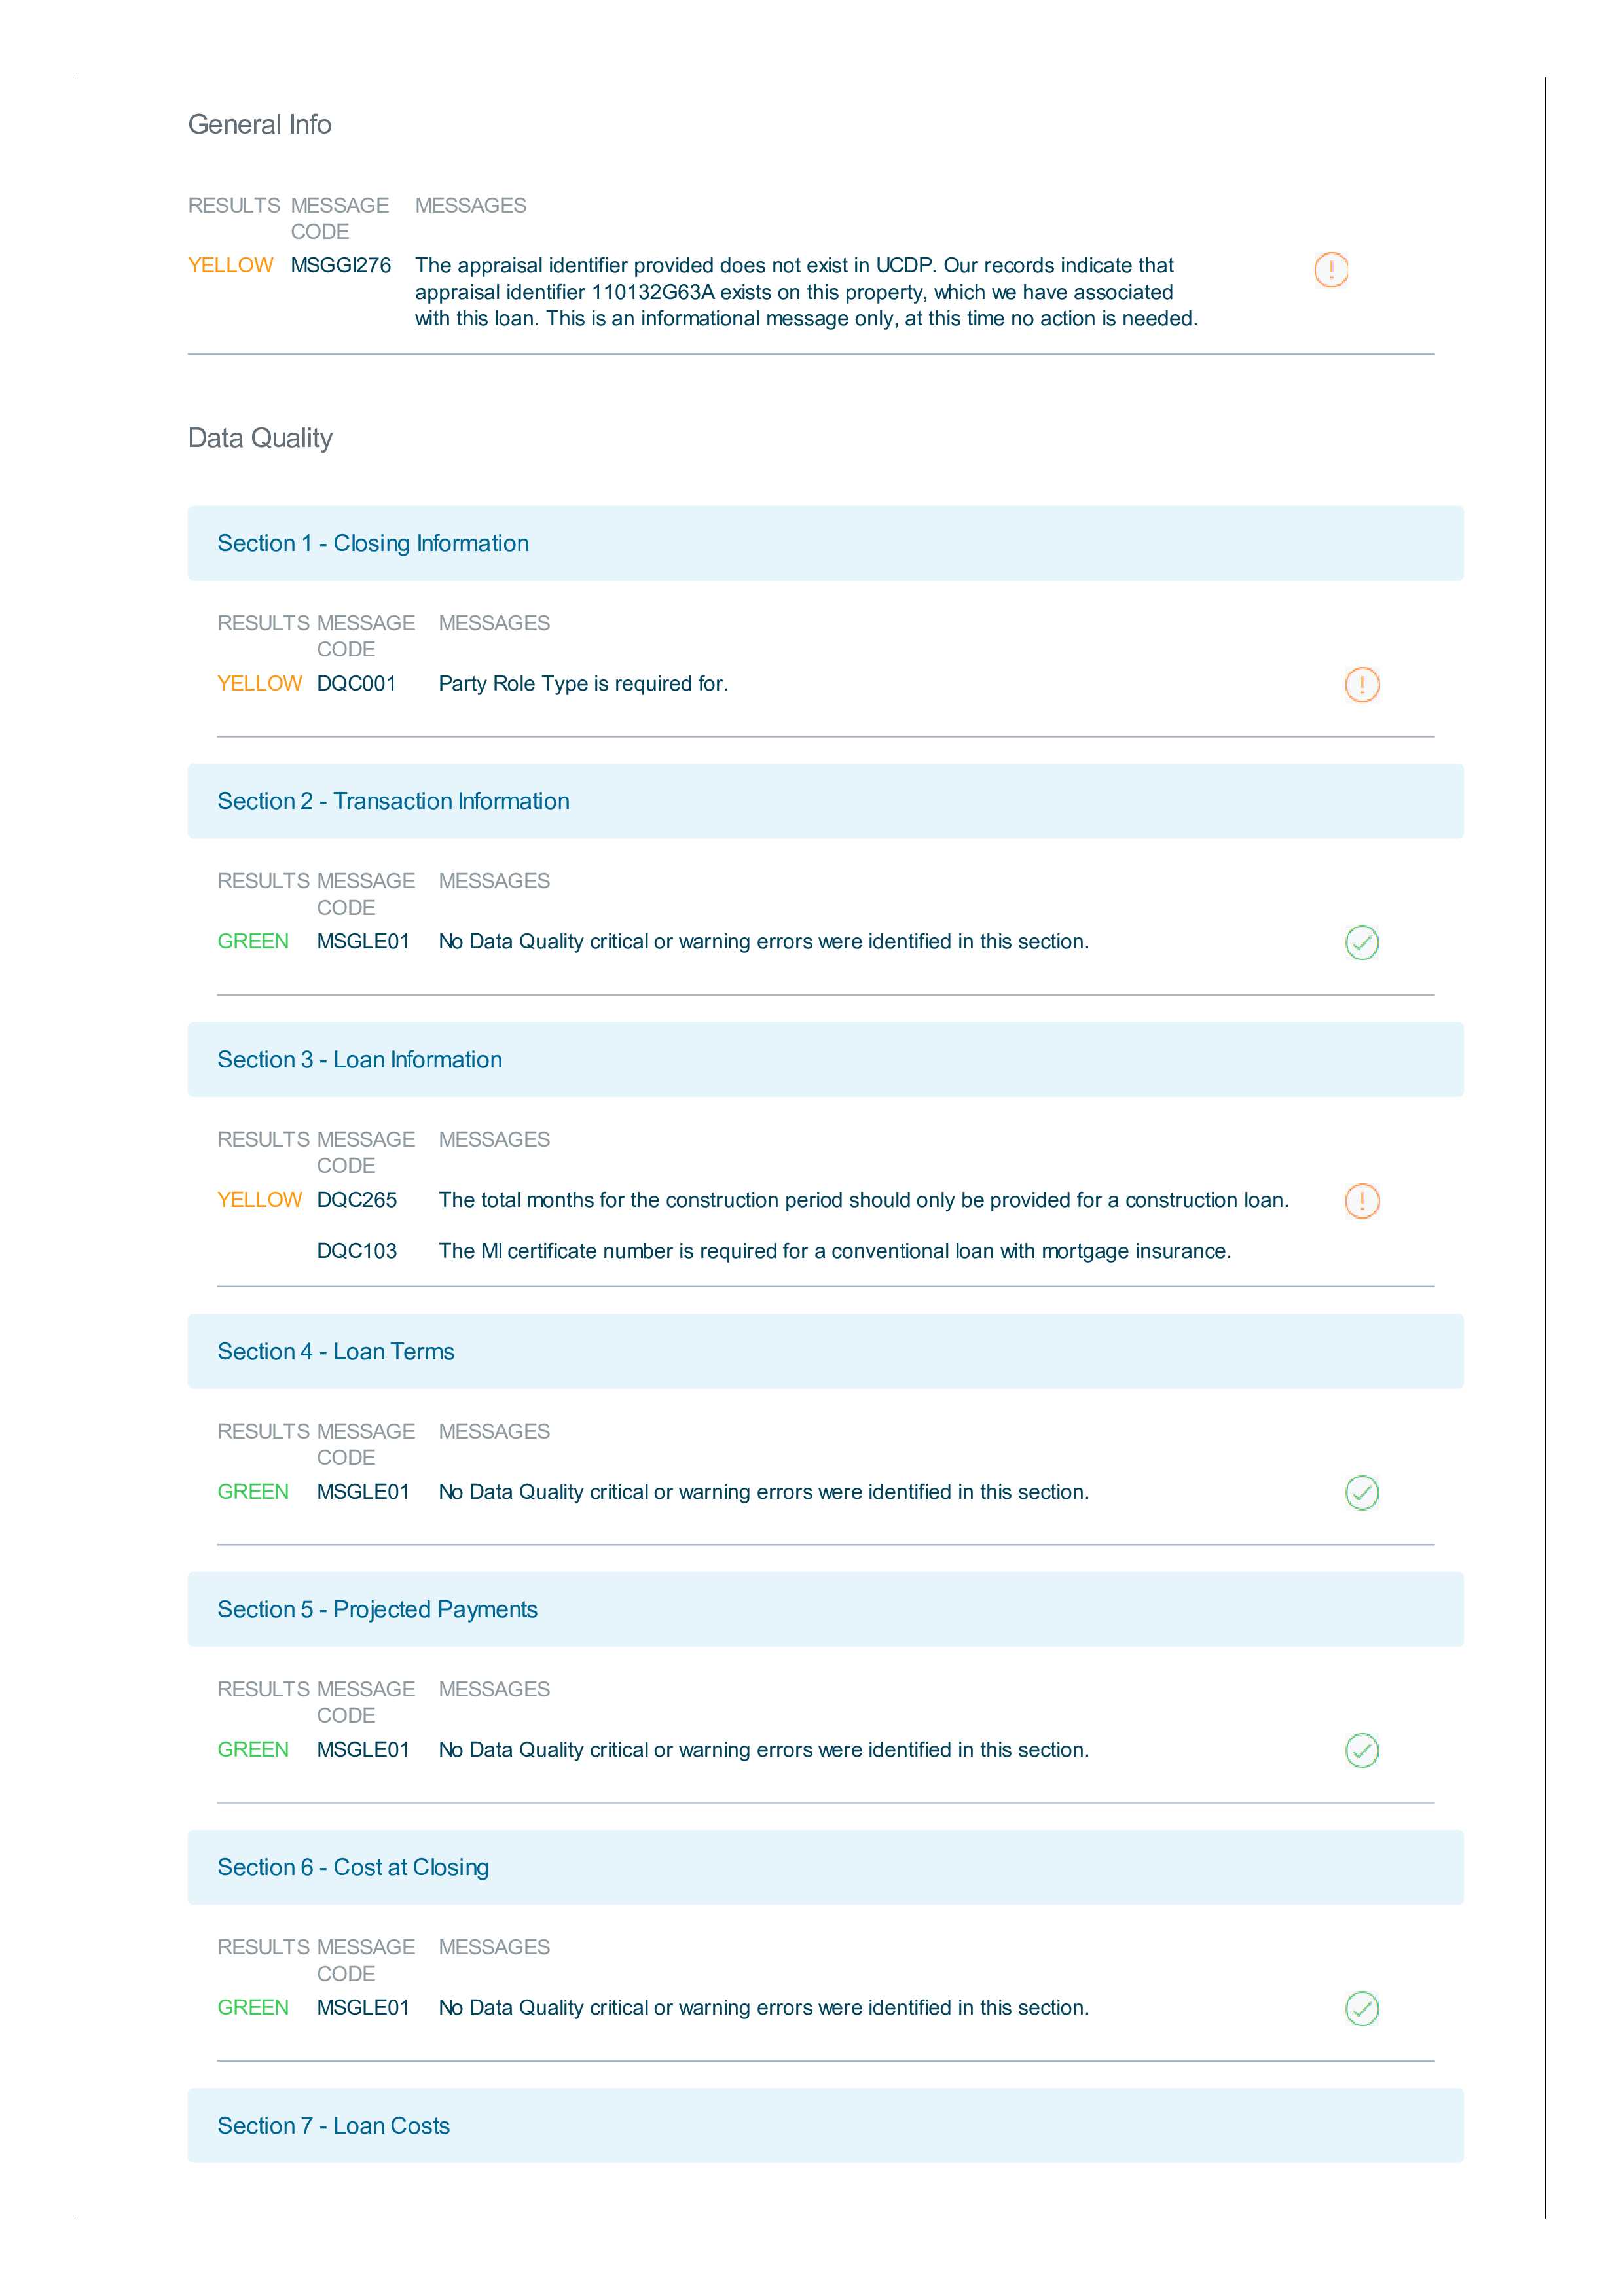 General Info
RESULTS MESSAGE CODE MESSAGES
YELLOW MSGGI276 The appraisal identifier provided does not exist in UCDP. Our records indicate that
appraisal identifier 110132G63A exists on this property, which we have associated
with this loan. This is an informational message only, at this time no action is needed.
Data Quality
Section 1 - Closing Information
RESULTS MESSAGE CODE MESSAGES
YELLOW DQC001 Party Role Type is required for.
Section 2 - Transaction Information
RESULTS MESSAGE CODE MESSAGES
GREEN MSGLE01 No Data Quality critical or warning errors were identified in this section.
Section 3 - Loan Information
RESULTS MESSAGE CODE MESSAGES
YELLOW DQC265 The total months for the construction period should only be provided for a construction loan.
DQC103 The MI certificate number is required for a conventional loan with mortgage insurance.
Section 4 - Loan Terms
RESULTS MESSAGE CODE MESSAGES
GREEN MSGLE01 No Data Quality critical or warning errors were identified in this section.
Section 5 - Projected Payments
RESULTS MESSAGE CODE MESSAGES
GREEN MSGLE01 No Data Quality critical or warning errors were identified in this section.
Section 6 - Cost at Closing
RESULTS MESSAGE CODE MESSAGES
GREEN MSGLE01 No Data Quality critical or warning errors were identified in this section.
Section 7 - Loan Costs